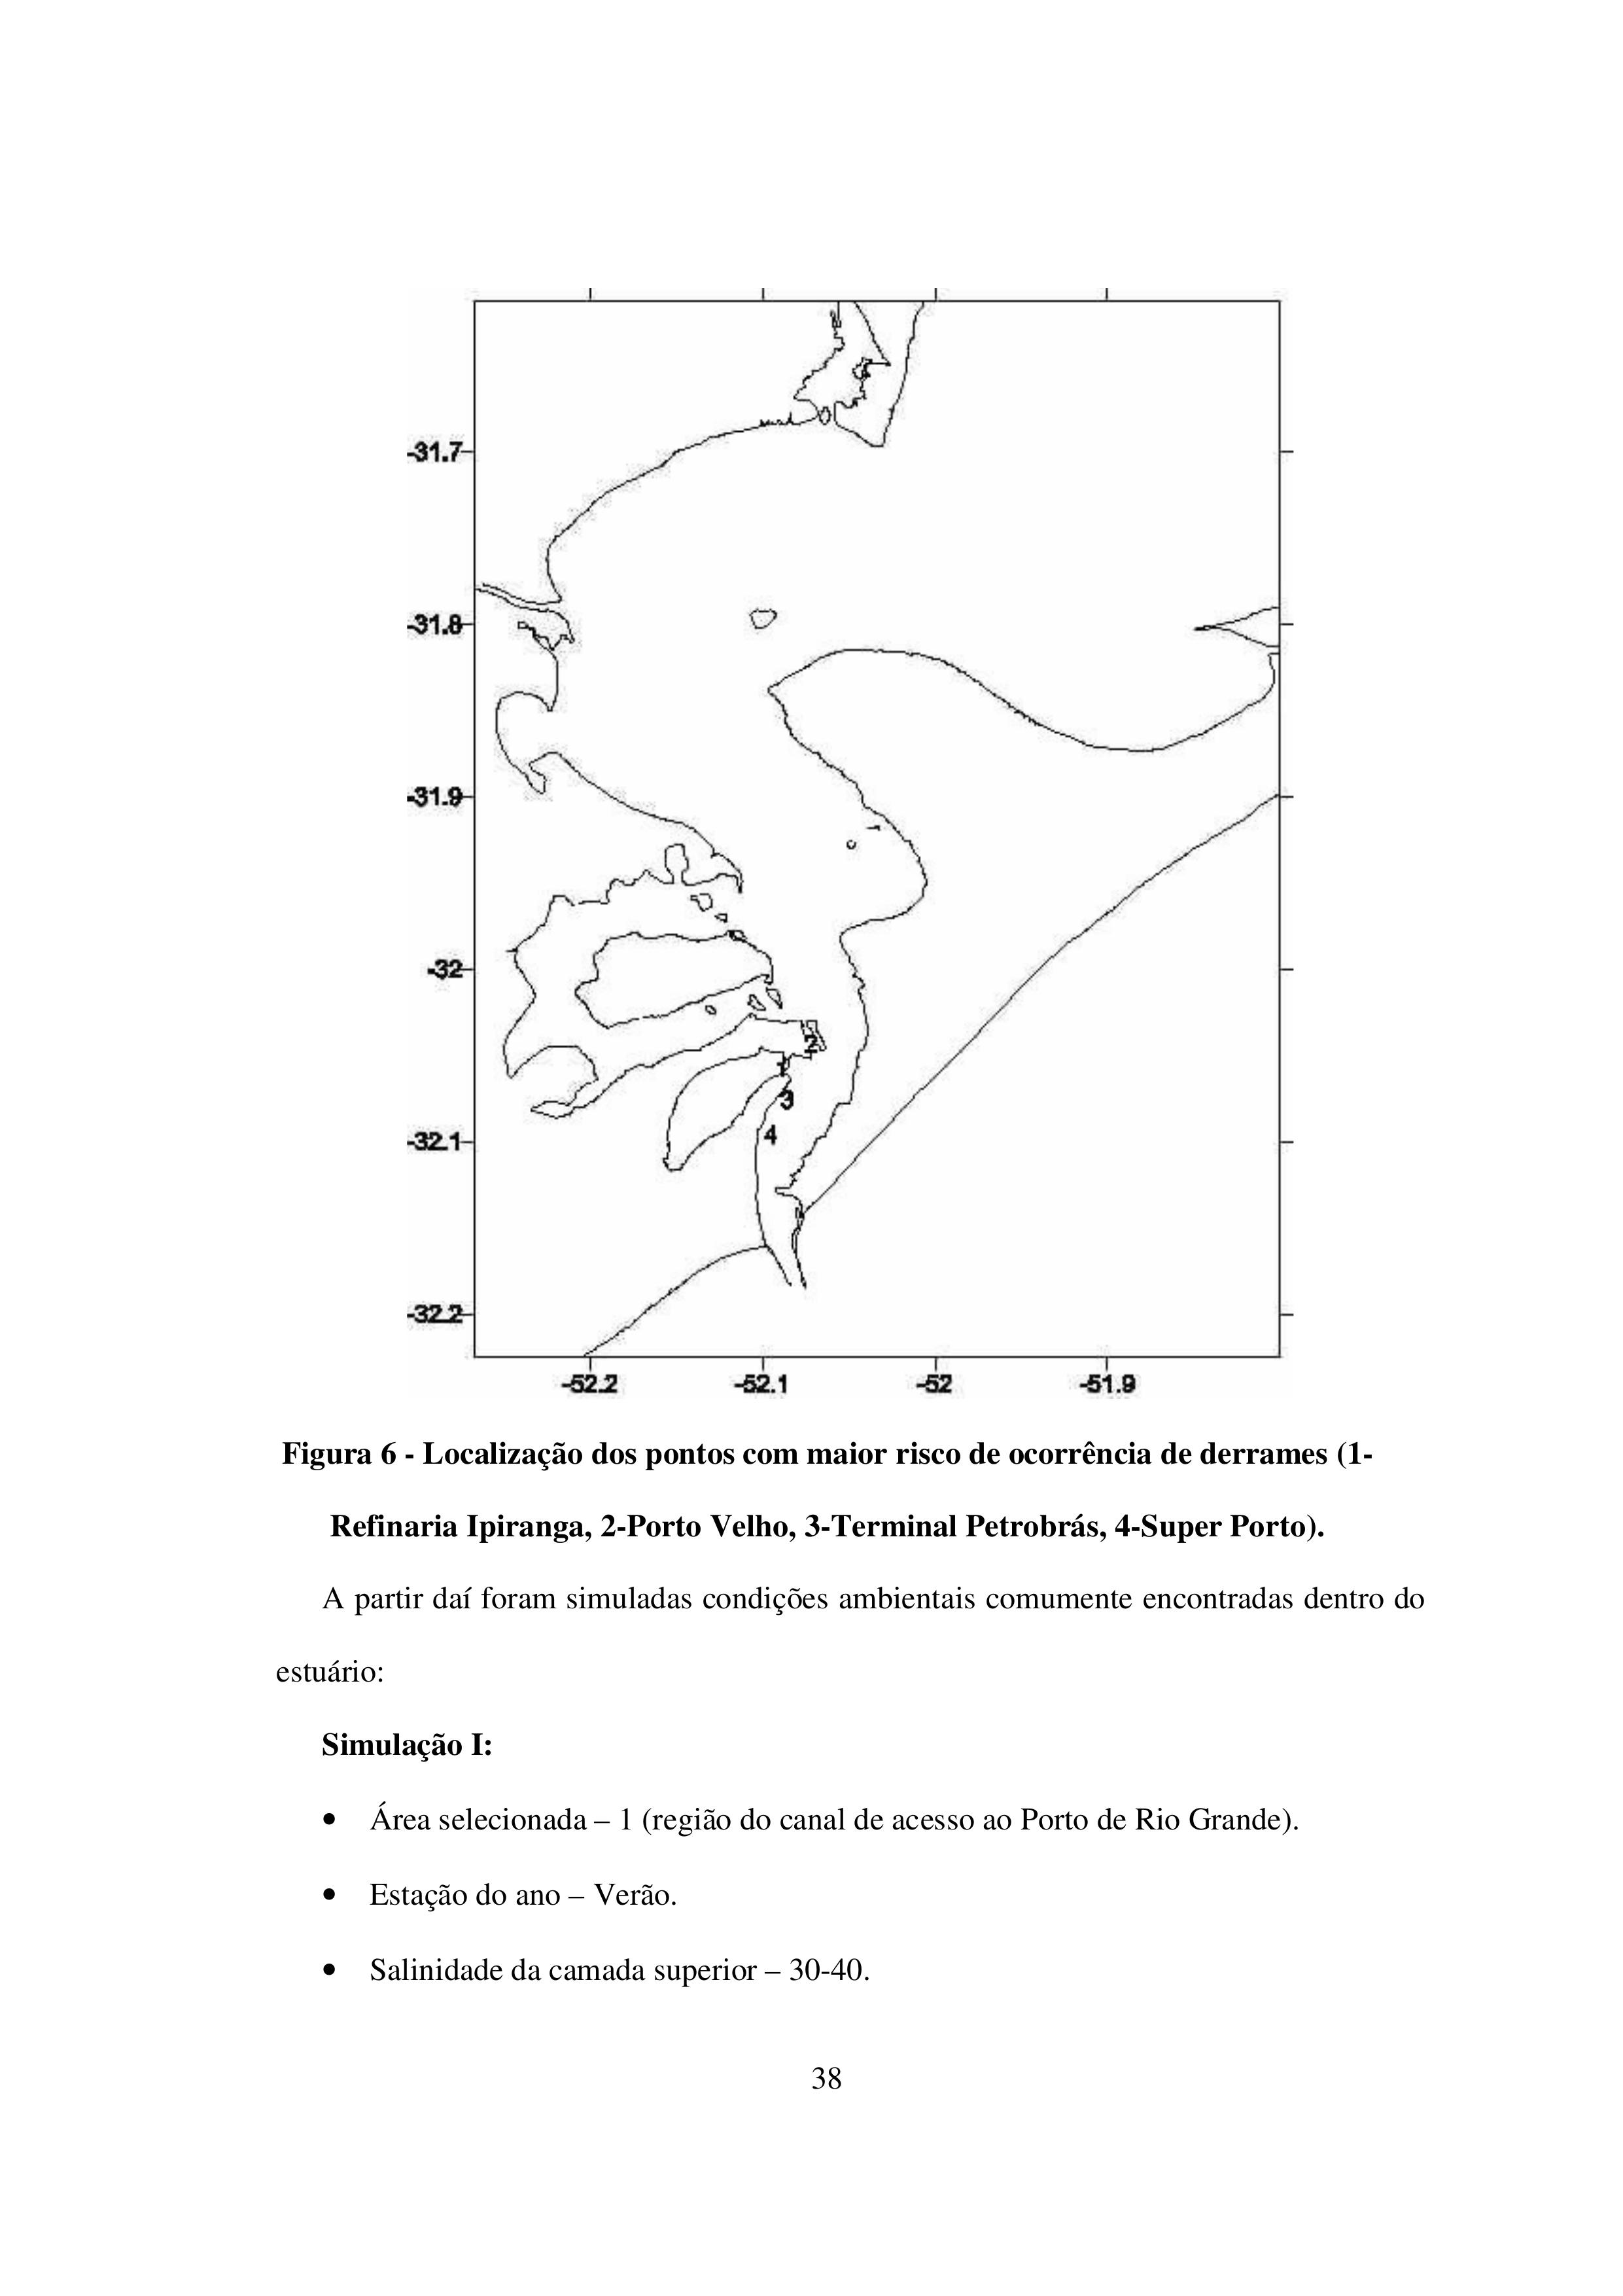 -31.7
-31.8
-31.9
-32
2
1
3
4
-32.1
-32.2
-52.2 -52.1 -52 -51.9
Figura 6 - Localização dos pontos com maior risco de ocorrência de derrames (1-
Refinaria Ipiranga, 2-Porto Velho, 3-Terminal Petrobrás, 4-Super Porto).
A partir daí foram simuladas condições ambientais comumente encontradas dentro do
estuário:
Simulação I:
• Área selecionada – 1 (região do canal de acesso ao Porto de Rio Grande).
• Estação do ano – Verão.
• Salinidade da camada superior – 30-40.
38